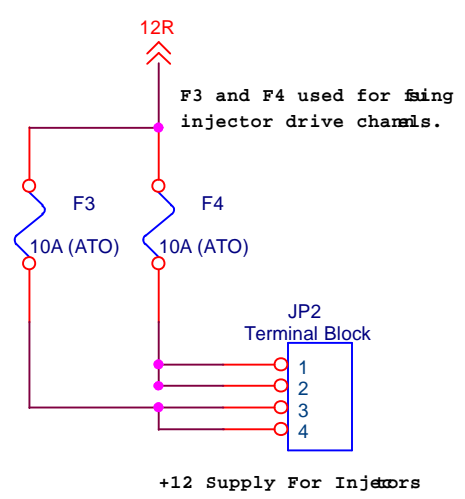 12R
F3 and F4 used for fusing
injector drive channels.
F3
F4
10A (ATO)
10A (ATO)
JP2
Terminal Block
1
2
3
4
+12 Supply For Injectors